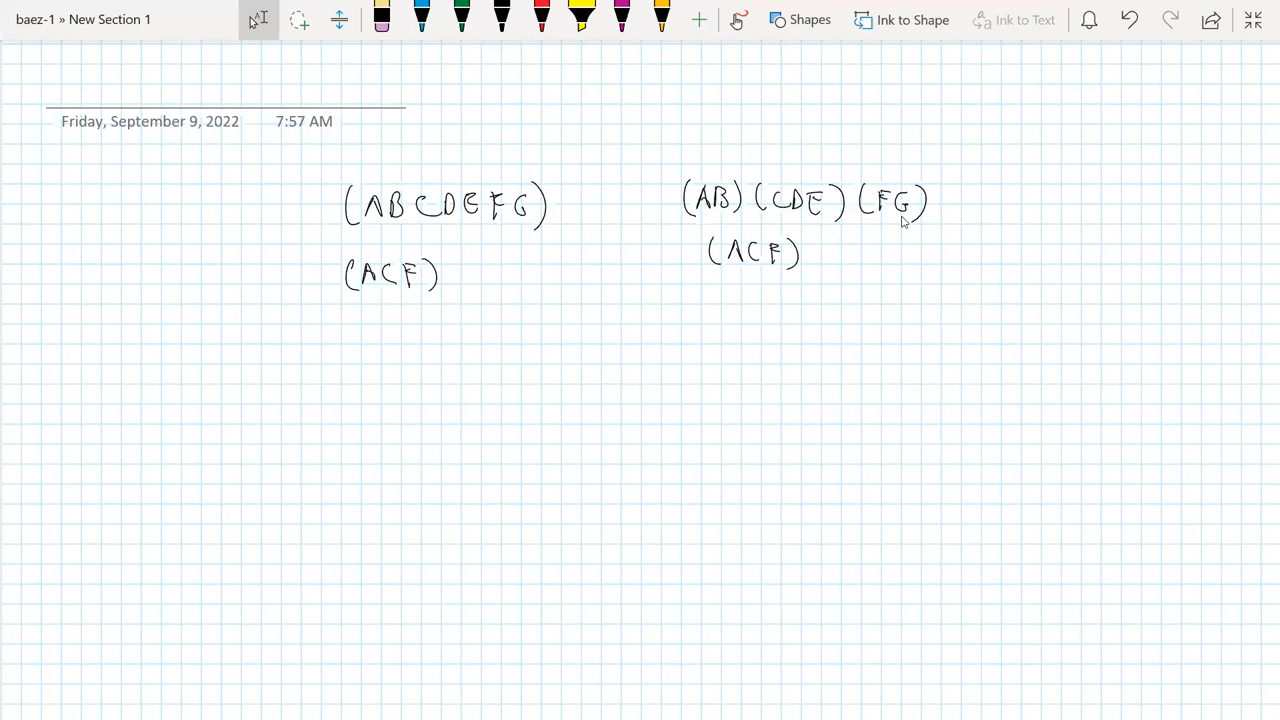 baez-1 » New Section 1
Shapes
Ink to Shape
Ink to Text
Friday, September 9, 2022 7:57 AM
(ABCDEFG)
(ACF)
(AB)(CDE)(FG)
(ACF)